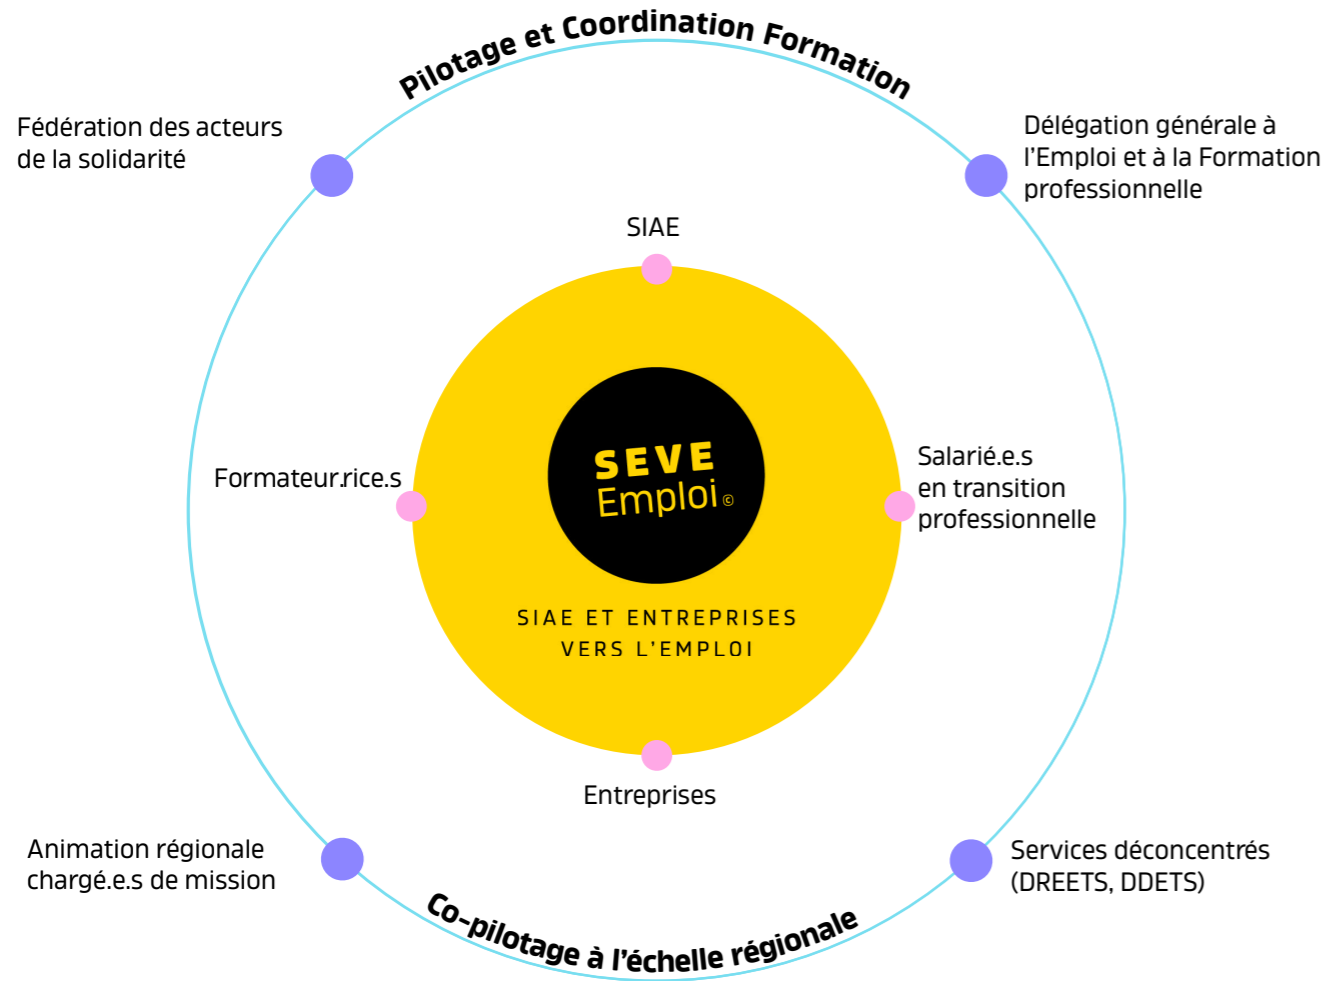 Pilotage et Coordination Formation
Fédération des acteurs
de la solidarité
Délégation générale à
l'Emploi et à la Formation
professionnelle
SIAE
Formateur.rice.s
Salarié.e.s
en transition
professionnelle
SEVE
Emploi ©
SIAE ET ENTREPRISES
VERS L'EMPLOI
Entreprises
Animation régionale
chargé.e.s de mission
Services déconcentrés
(DREETS, DDETS)
Co-pilotage à l'échelle régionale